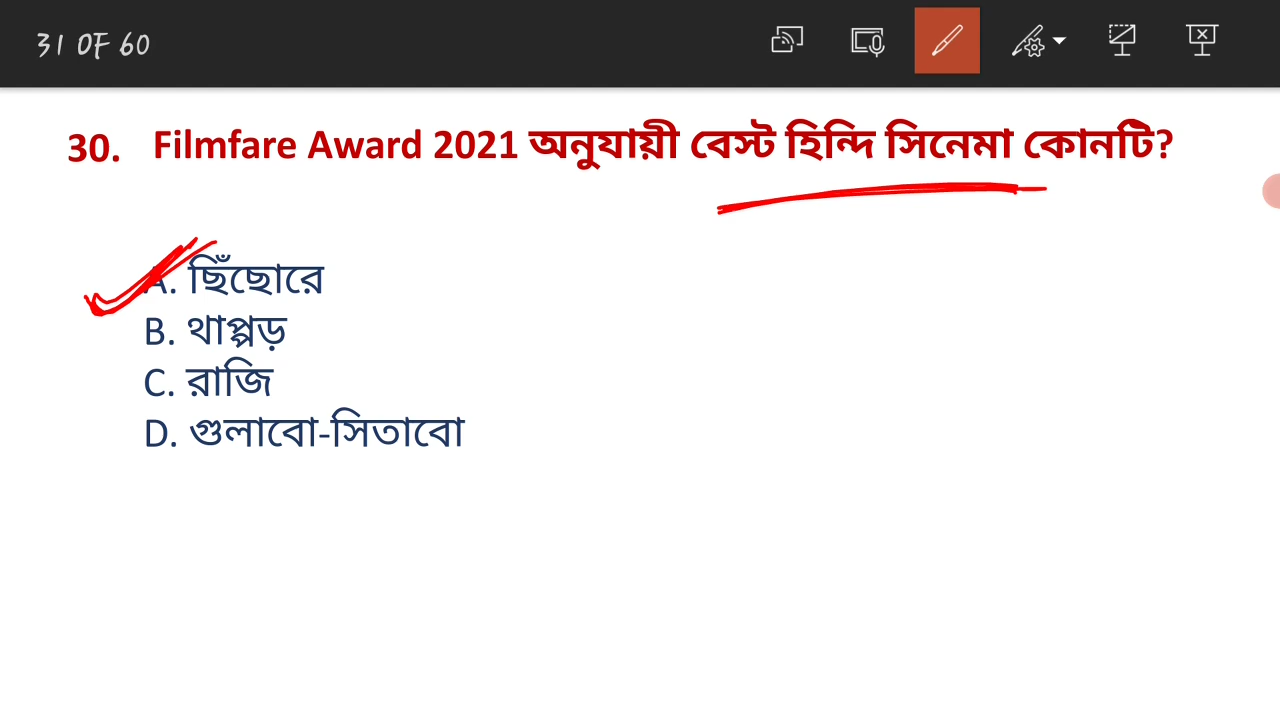 31 OF 60
30. Filmfare Award 2021 অনুযায়ী বেস্ট হিন্দি সিনেমা কোনটি?
A. ছিঁছোরে
B. থাপ্পড়
C. রাজি
D. গুলাবো-সিতাবো